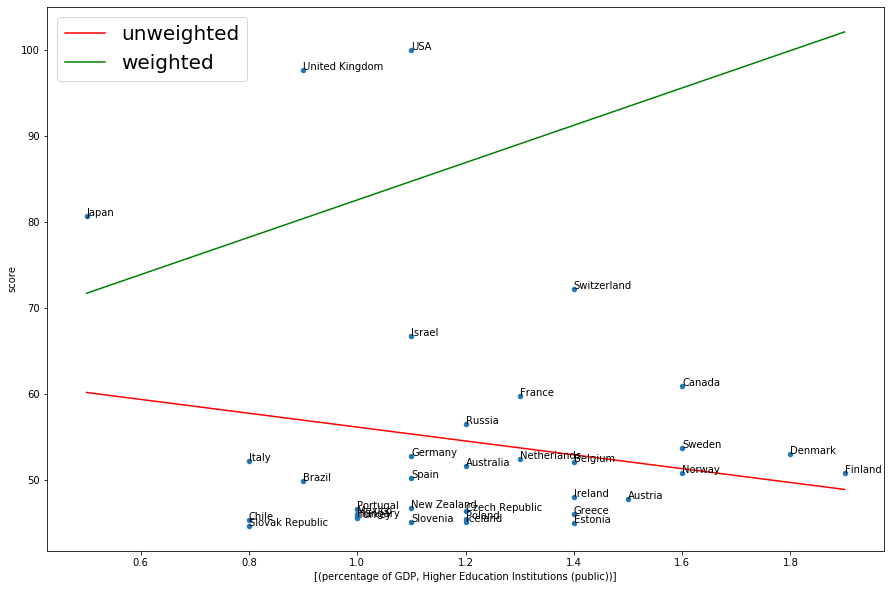 unweighted
weighted
USA
United Kingdom
Japan
Switzerland
Israel
Canada
France
Russia
Sweden
Denmark
Germany
Netherlands
Belgium
Italy
Australia
Norway
Finland
Spain
Brazil
Ireland
Austria
Portugal
New Zealand
Czech Republic
Mexico
Greece
Hungary
Turkey
Chile
Poland
Slovenia
Iceland
Estonia
Slovak Republic
100
90
80
70
60
50
score
0.6 0.8 1.0 1.2 1.4 1.6 1.8
[(percentage of GDP, Higher Education Institutions (public))]